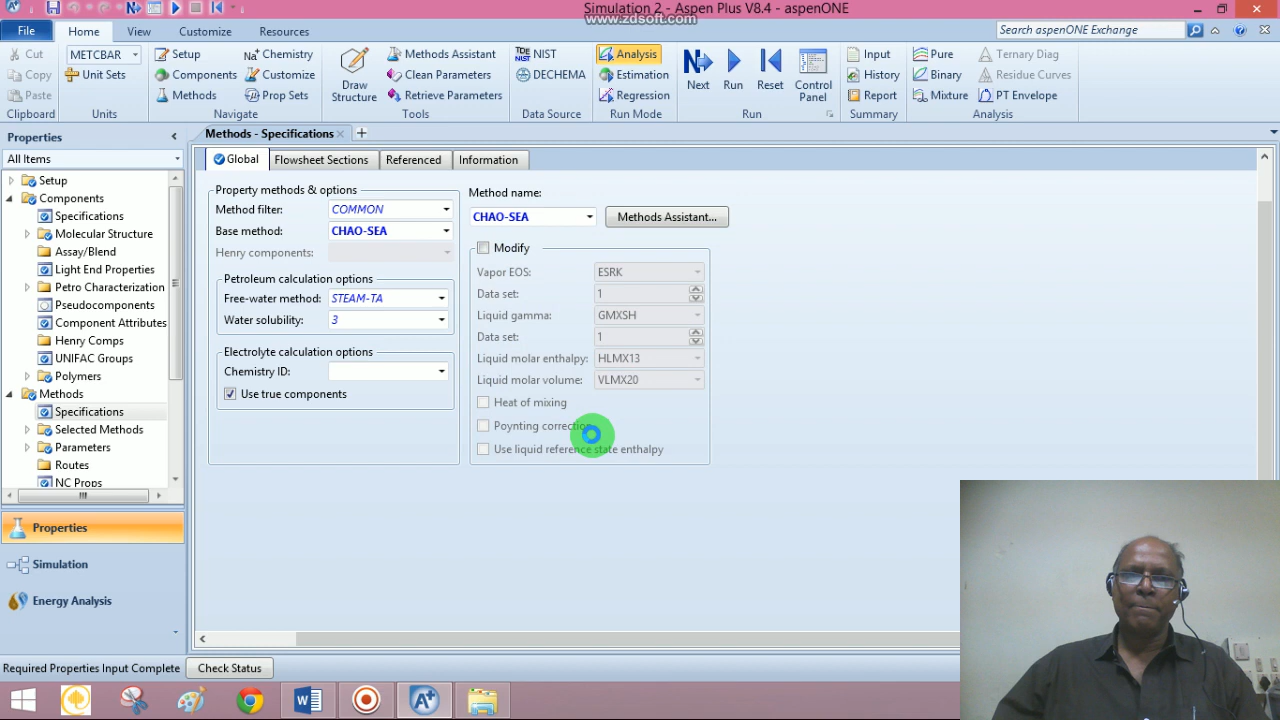 Simulation 2 - Aspen Plus V8.4 - aspenONE
www.zdsoft.com
File Home View Customize Resources
Search aspenONE Exchange
Cut METCBAR Setup Chemistry Methods Assistant NIST Analysis Input Pure Ternary Diag
Copy Unit Sets Components Customize Clean Parameters DECHEMA Estimation History Binary Residue Curves
Paste Methods Prop Sets Draw Structure Retrieve Parameters Regression Next Run Reset Control Panel Report Mixture PT Envelope
Clipboard Units Navigate Tools Data Source Run Mode Run Summary Analysis
Properties
All Items
Setup
Components
Specifications
Molecular Structure
Assay/Blend
Light End Properties
Petro Characterization
Pseudocomponents
Component Attributes
Henry Comps
UNIFAC Groups
Polymers
Methods
Specifications
Selected Methods
Parameters
Routes
NC Props
Properties
Simulation
Energy Analysis
Methods - Specifications
Global Flowsheet Sections Referenced Information
Property methods & options
Method filter: COMMON
Base method: CHAO-SEA
Henry components:
Petroleum calculation options
Free-water method: STEAM-TA
Water solubility: 3
Electrolyte calculation options
Chemistry ID:
Use true components
Method name:
CHAO-SEA Methods Assistant...
Modify
Vapor EOS: ESRK
Data set: 1
Liquid gamma: GMXSH
Data set: 1
Liquid molar enthalpy: HLMX13
Liquid molar volume: VLMX20
Heat of mixing
Poynting correction
Use liquid reference state enthalpy
Required Properties Input Complete Check Status